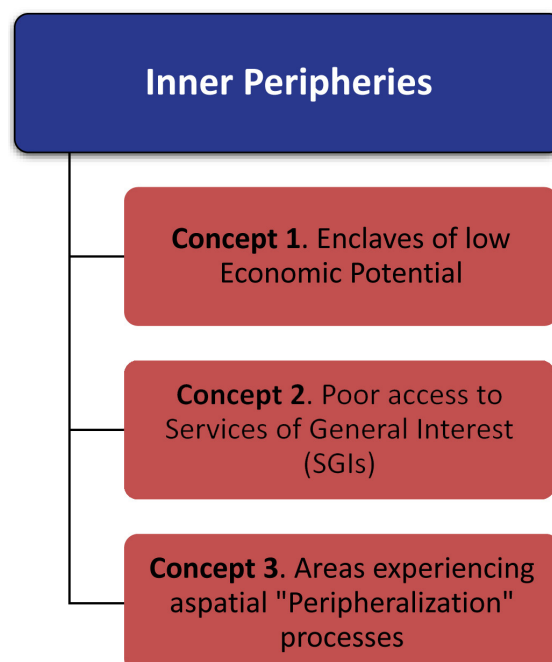 Inner Peripheries
Concept 1. Enclaves of low
Economic Potential
Concept 2. Poor access to
Services of General Interest
(SGIs)
Concept 3. Areas experiencing
aspatial "Peripheralization"
processes